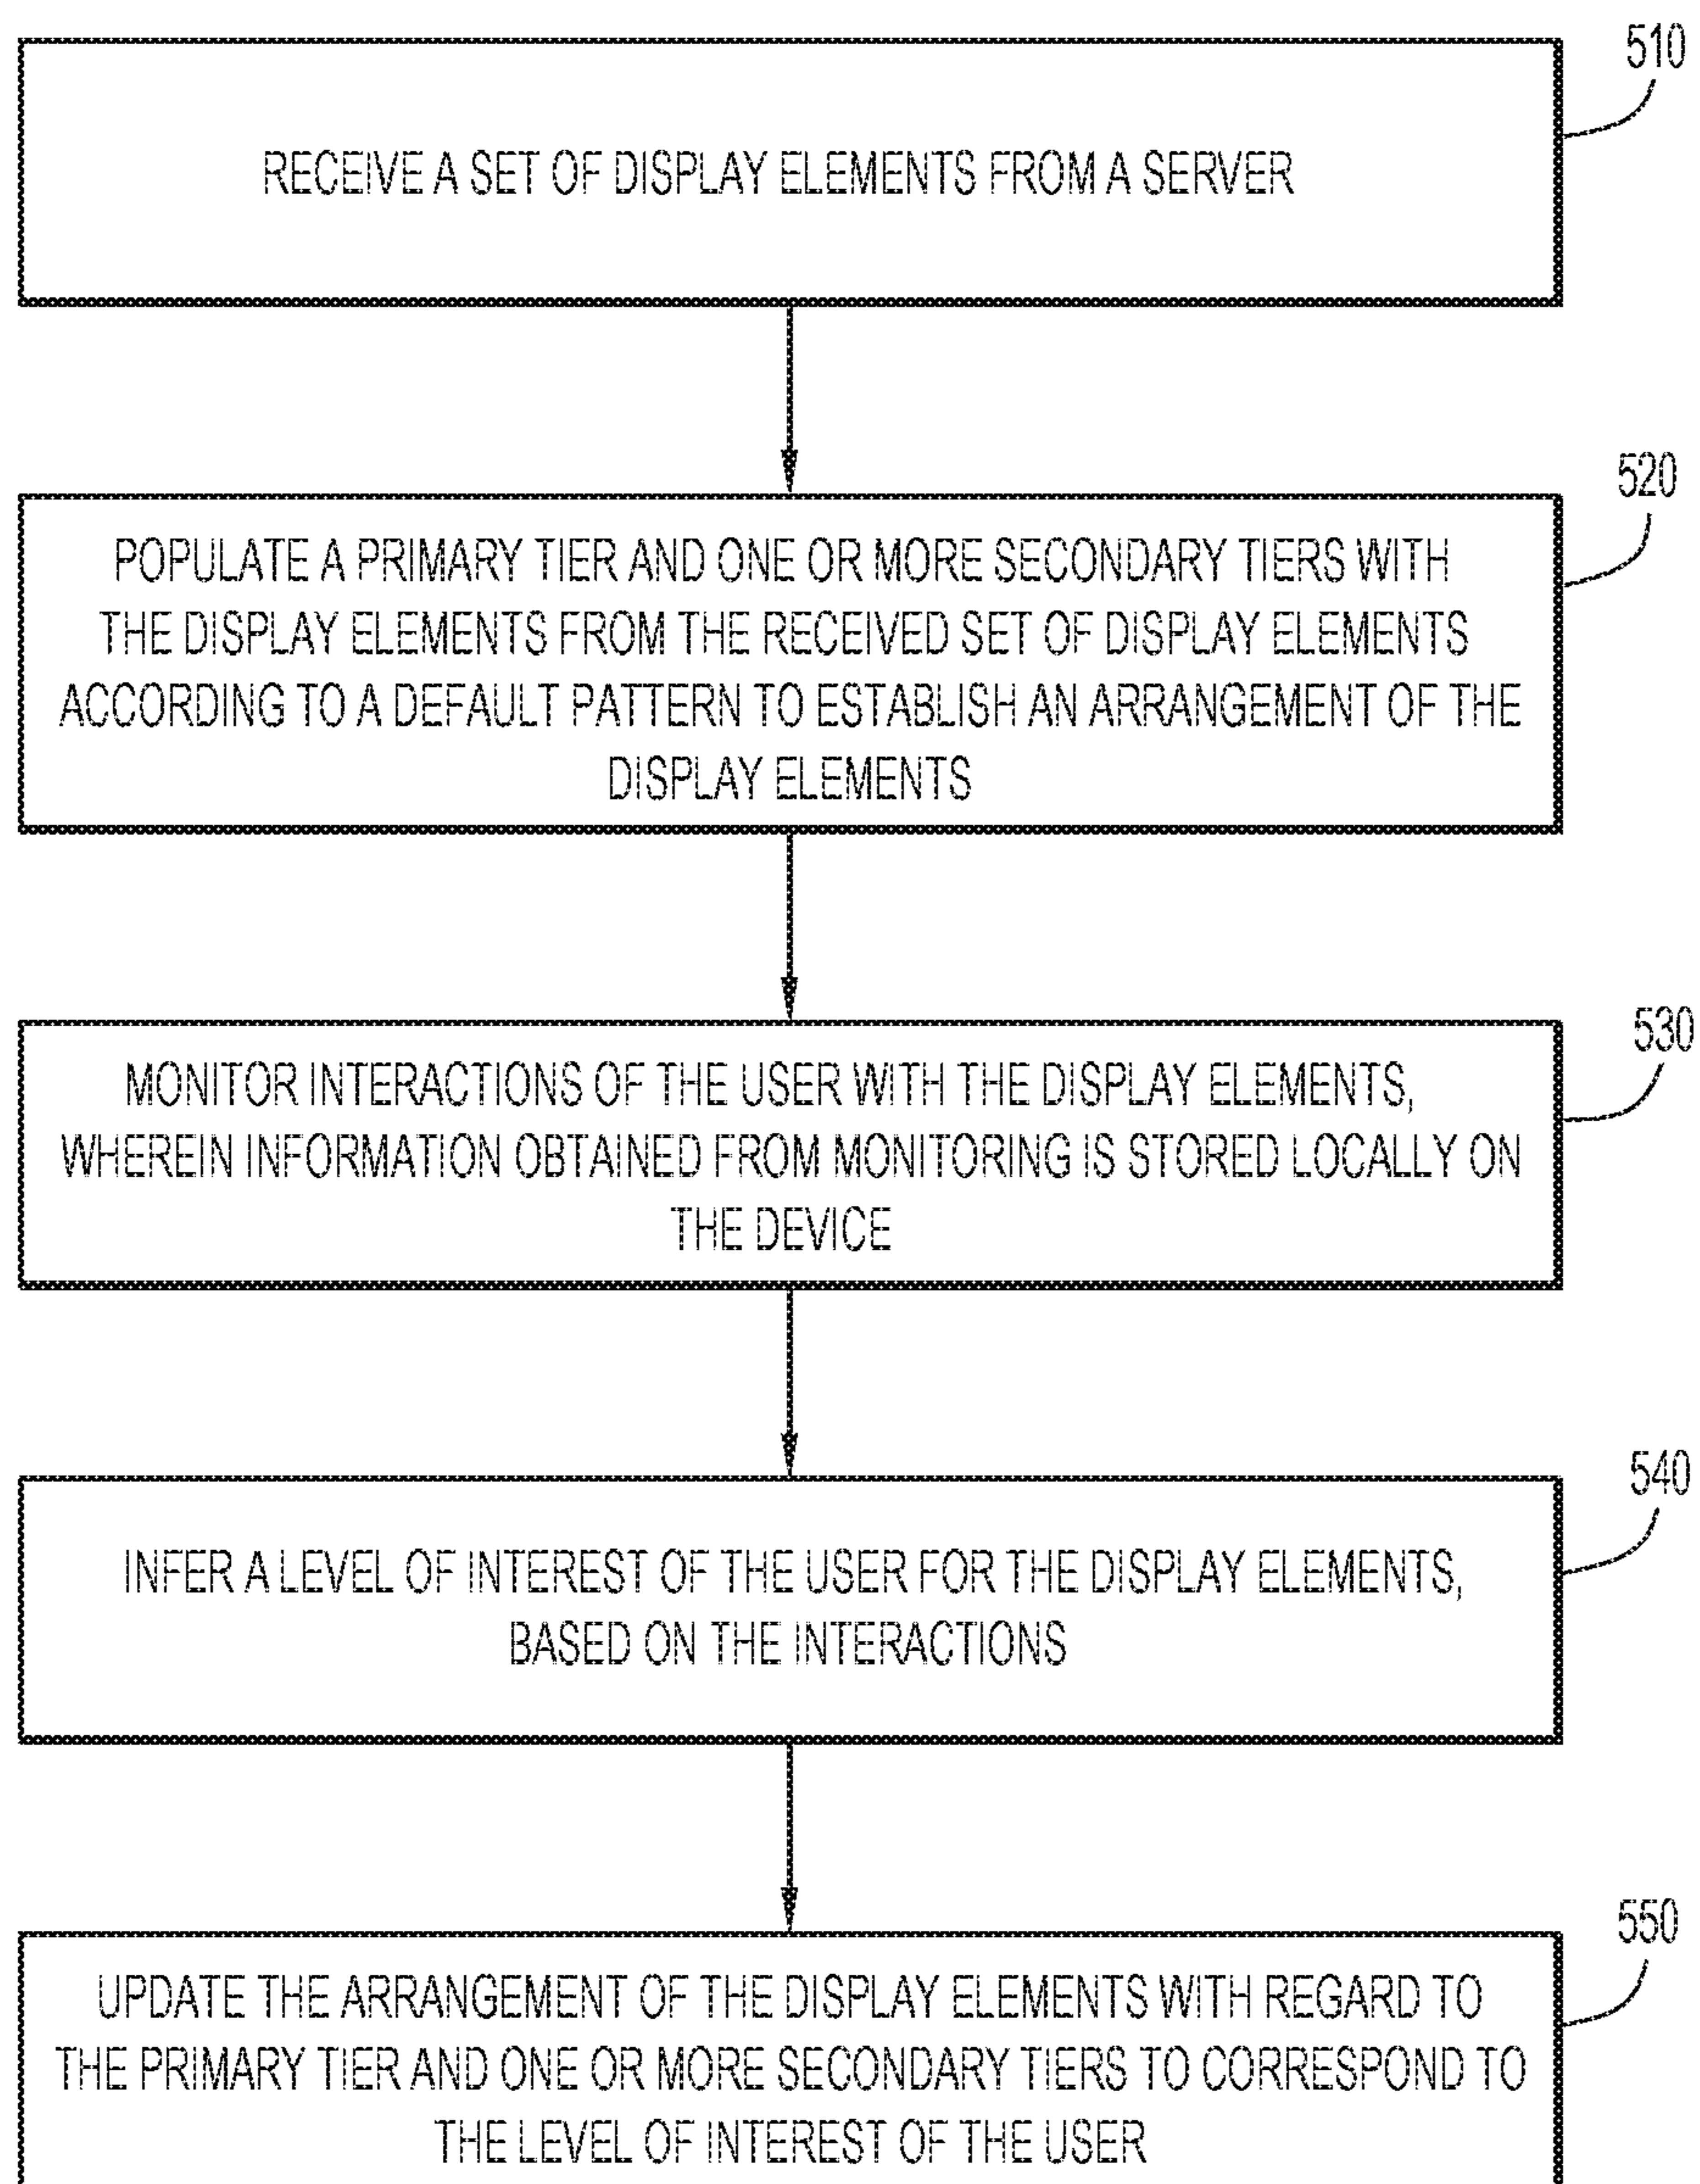 510
RECEIVE A SET OF DISPLAY ELEMENTS FROM A SERVER
520
POPULATE A PRIMARY TIER AND ONE OR MORE SECONDARY TIERS WITH
THE DISPLAY ELEMENTS FROM THE RECEIVED SET OF DISPLAY ELEMENTS
ACCORDING TO A DEFAULT PATTERN TO ESTABLISH AN ARRANGEMENT OF THE
DISPLAY ELEMENTS
530
MONITOR INTERACTIONS OF THE USER WITH THE DISPLAY ELEMENTS,
WHEREIN INFORMATION OBTAINED FROM MONITORING IS STORED LOCALLY ON
THE DEVICE
540
INFER A LEVEL OF INTEREST OF THE USER FOR THE DISPLAY ELEMENTS,
BASED ON THE INTERACTIONS
550
UPDATE THE ARRANGEMENT OF THE DISPLAY ELEMENTS WITH REGARD TO
THE PRIMARY TIER AND ONE OR MORE SECONDARY TIERS TO CORRESPOND TO
THE LEVEL OF INTEREST OF THE USER